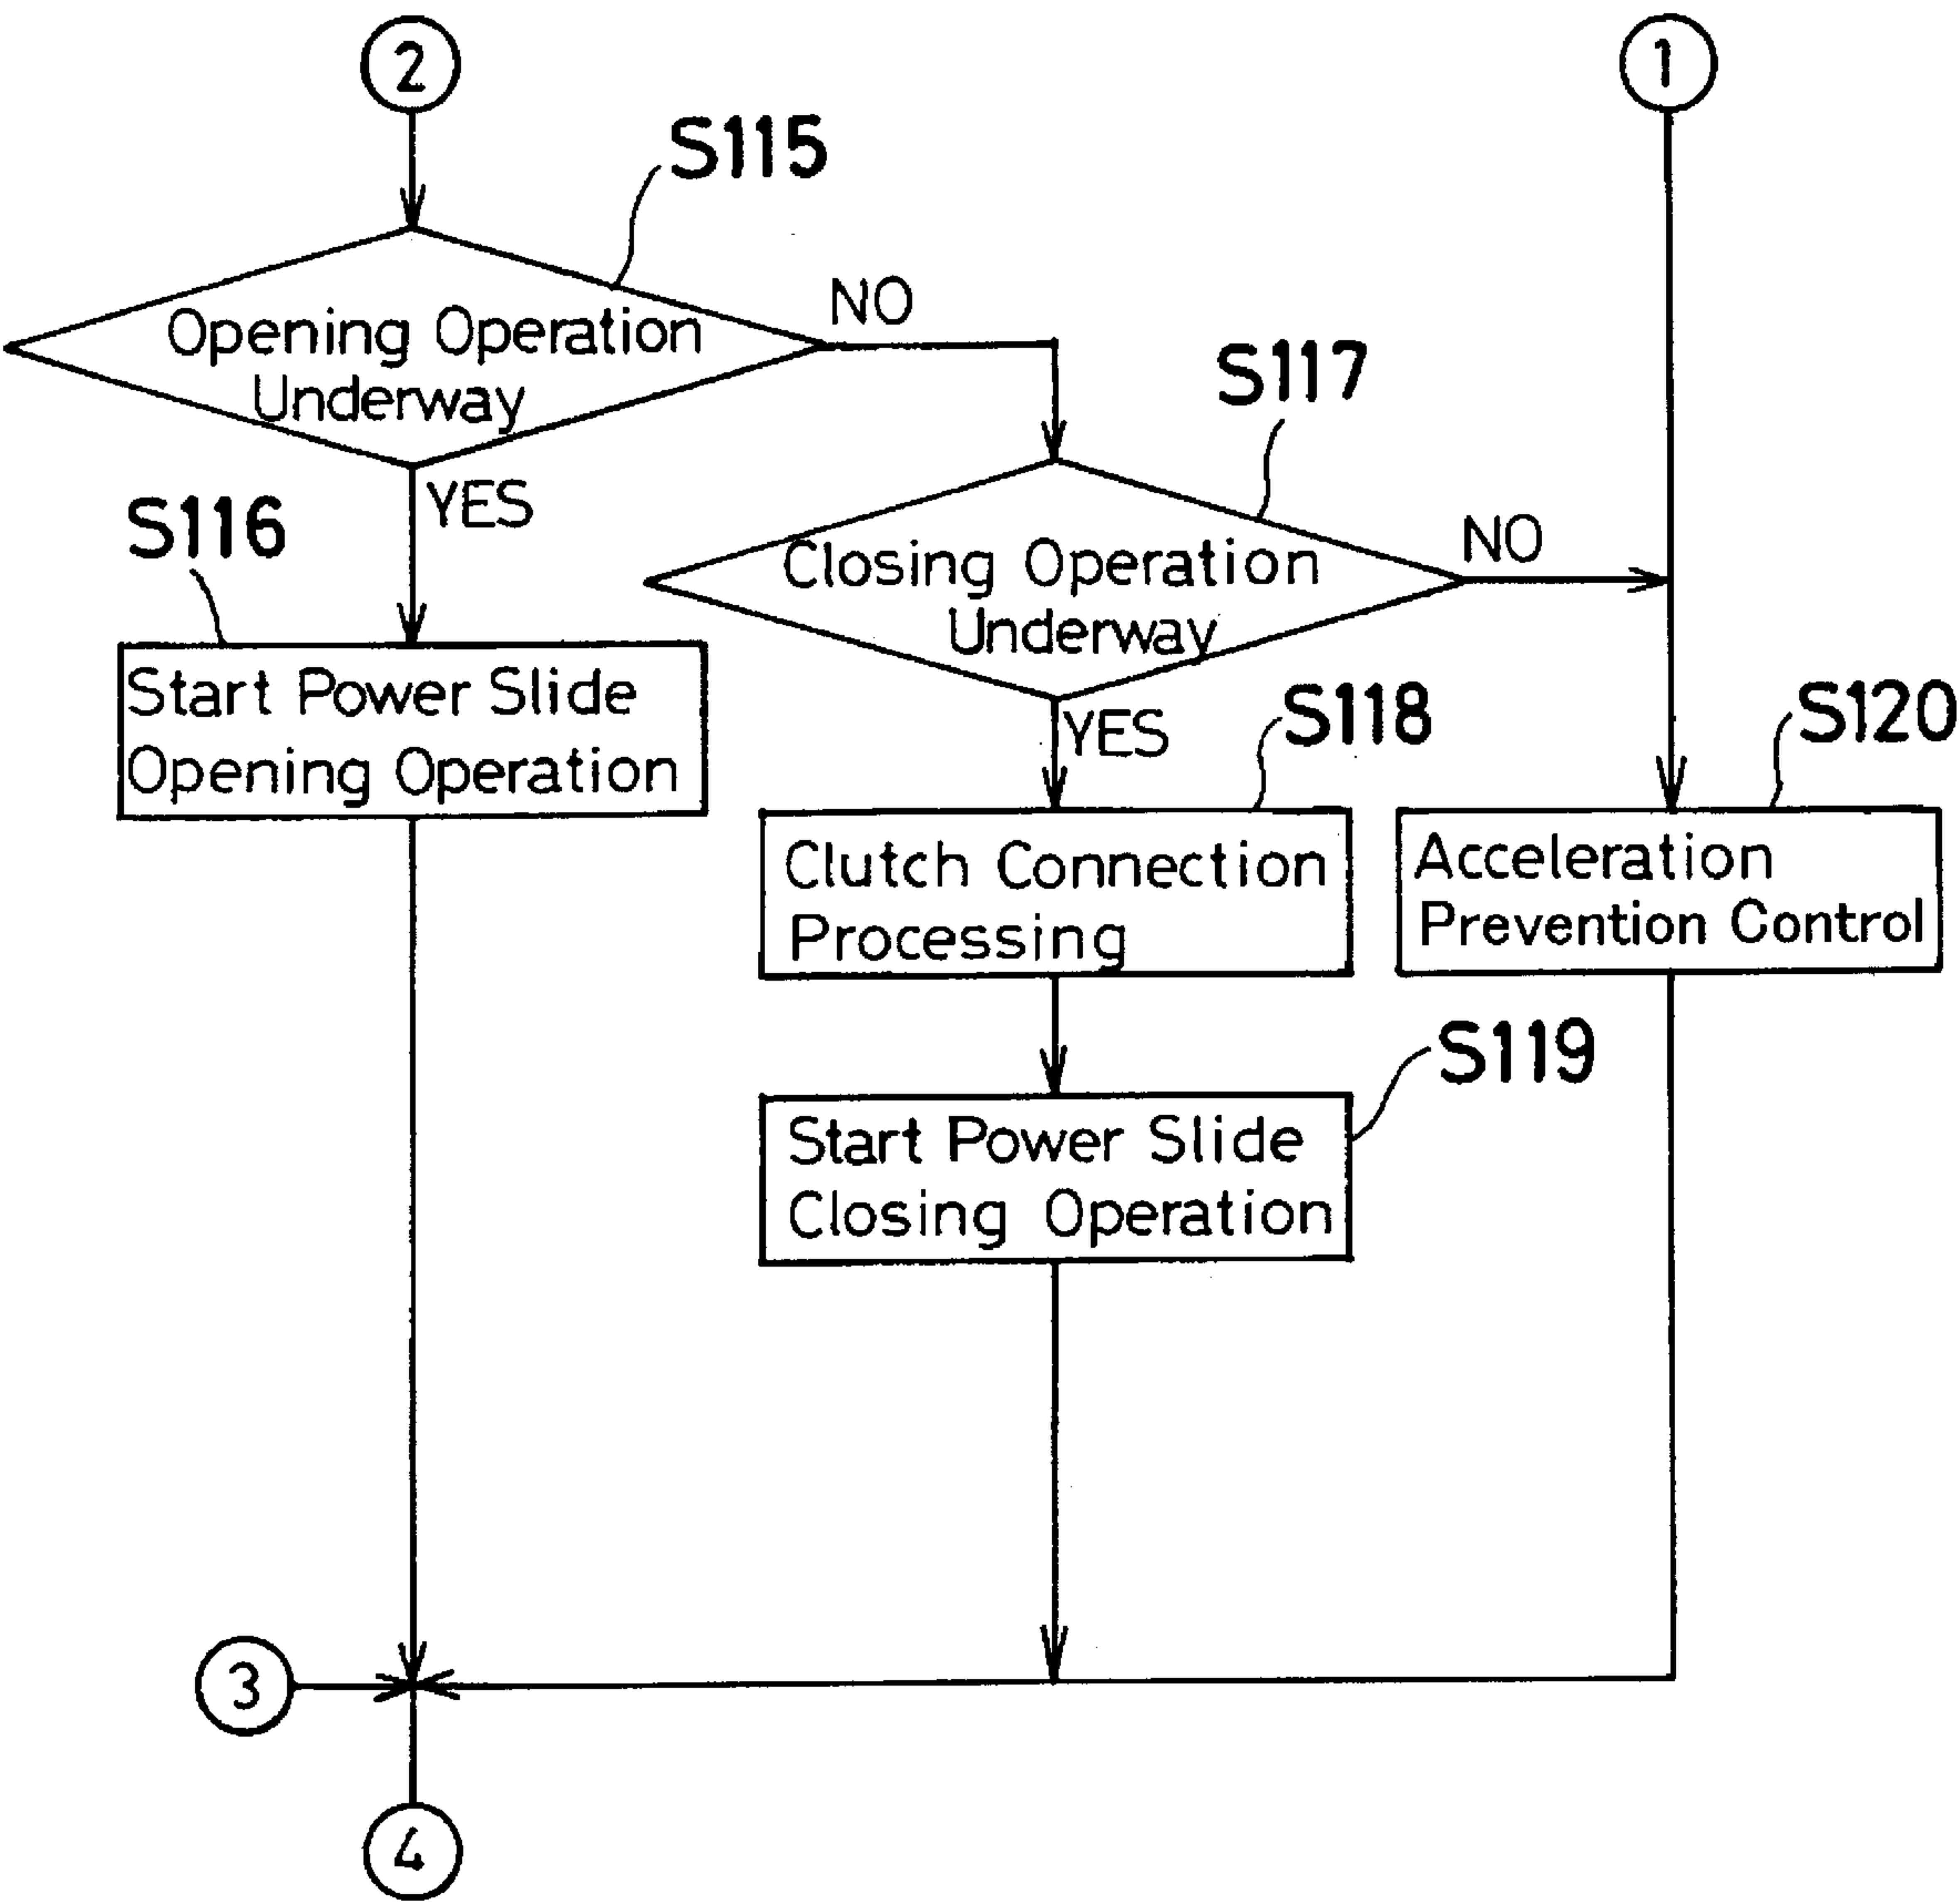 2
1
S115
Opening Operation
Underway
NO
S117
YES
S116
Closing Operation
Underway
NO
Start Power Slide
Opening Operation
YES
S118
S120
Clutch Connection
Processing
Acceleration
Prevention Control
S119
Start Power Slide
Closing Operation
3
4